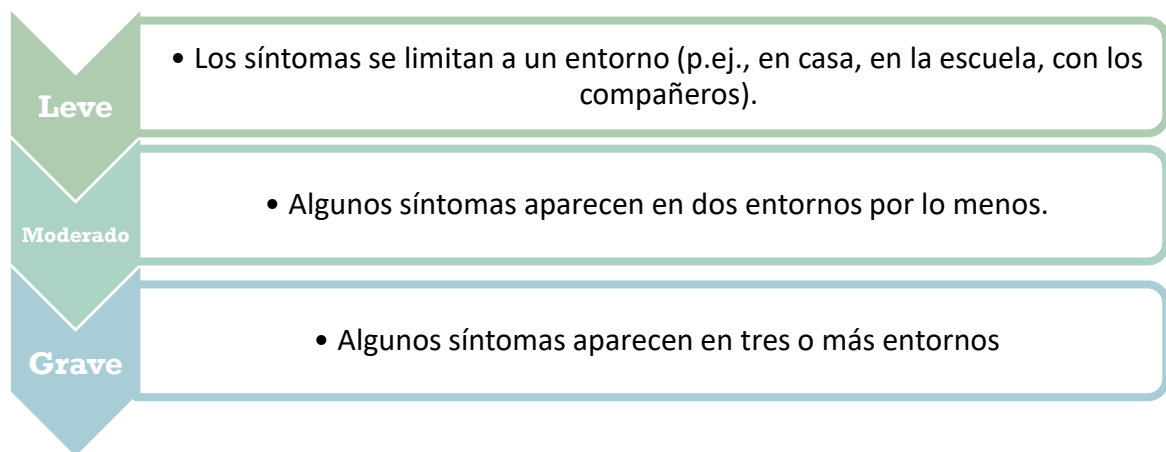 Leve
• Los síntomas se limitan a un entorno (p.ej., en casa, en la escuela, con los
compañeros).
Moderado
• Algunos síntomas aparecen en dos entornos por lo menos.
Grave
• Algunos síntomas aparecen en tres o más entornos